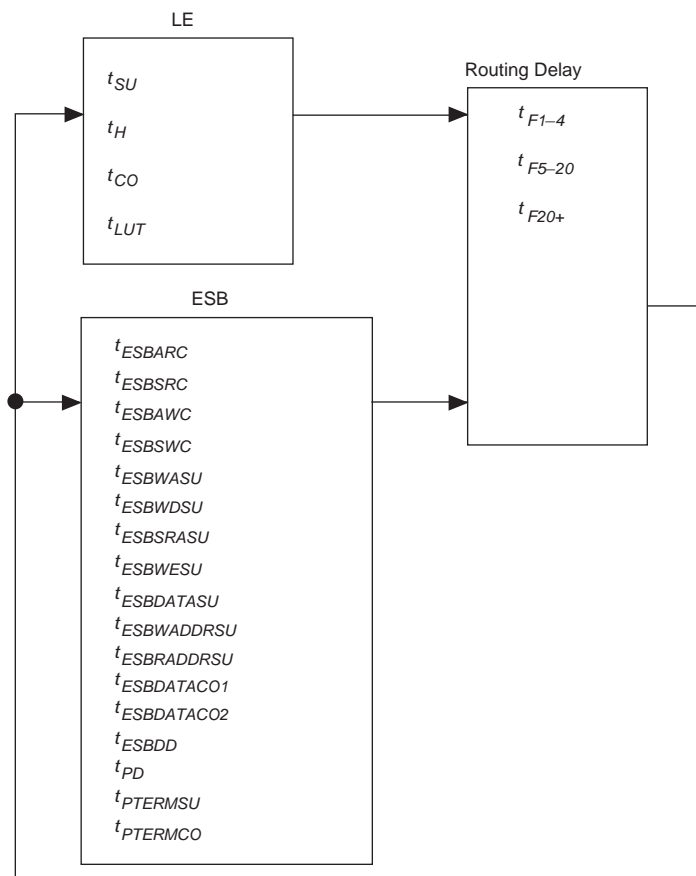 LE
tSU
tH
tCO
tLUT
Routing Delay
tF1–4
tF5–20
tF20+
ESB
tESBARC
tESBSRC
tESBAWC
tESBSWC
tESBWASU
tESBWDSU
tESBSRASU
tESBWESU
tESBDATASU
tESBWADDRSU
tESBRADDRSU
tESBDATACO1
tESBDATACO2
tESBDD
tPD
tPTERMSU
tPTERMCO